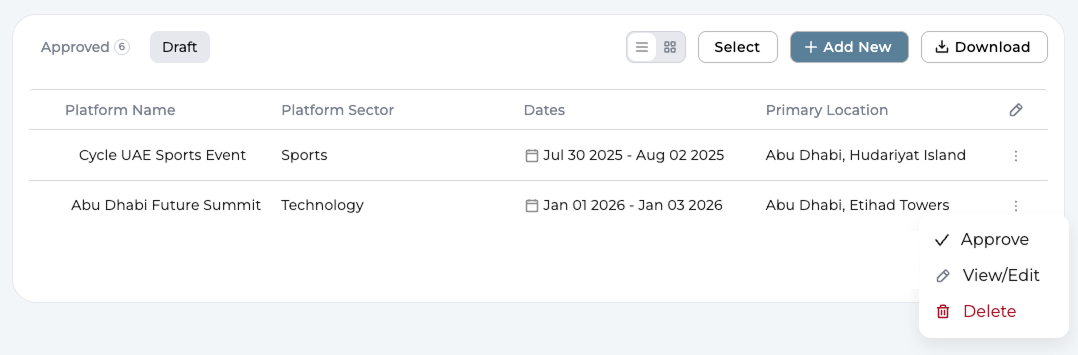 Approved 6 Draft Select + Add New Download
Platform Name Platform Sector Dates Primary Location
Cycle UAE Sports Event Sports Jul 30 2025 - Aug 02 2025 Abu Dhabi, Hudariyat Island
Abu Dhabi Future Summit Technology Jan 01 2026 - Jan 03 2026 Abu Dhabi, Etihad Towers
Approve
View/Edit
Delete